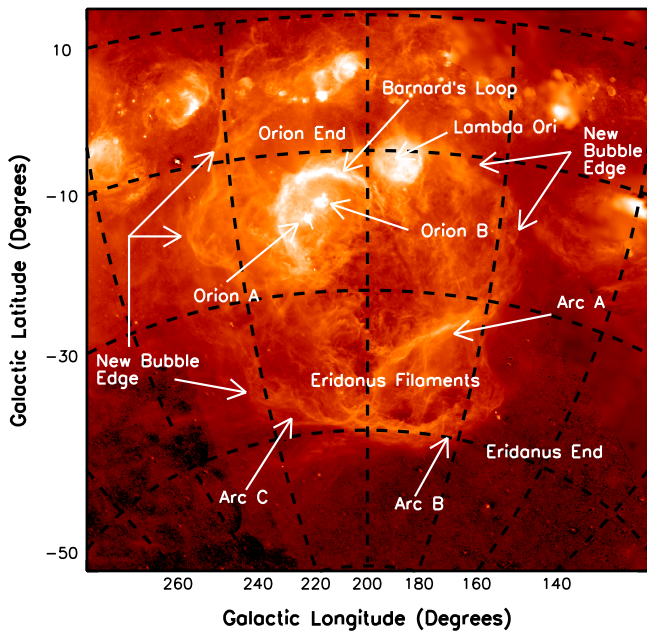 10
Barnard's Loop
Orion End
Lambda Ori
New
Bubble
Edge
-10
Orion B
Orion A
Arc A
-30
New Bubble
Edge
Eridanus Filaments
Eridanus End
Arc C
Arc B
-50
260 240 220 200 180 160 140
Galactic Longitude (Degrees)
Galactic Latitude (Degrees)